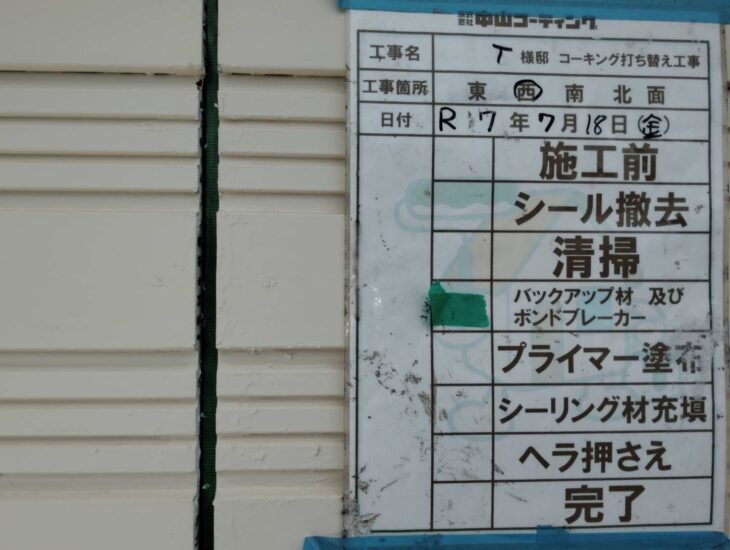 株式会社 中山コーティング
工事名 T 様邸 コーキング打ち替え工事
工事箇所 東 西 南 北 面
日付 R 7 年 7 月 18 日 (金)
施工前
シール撤去
清掃
バックアップ材 及び
ボンドブレーカー
プライマー塗布
シーリング材充填
ヘラ押さえ
完了